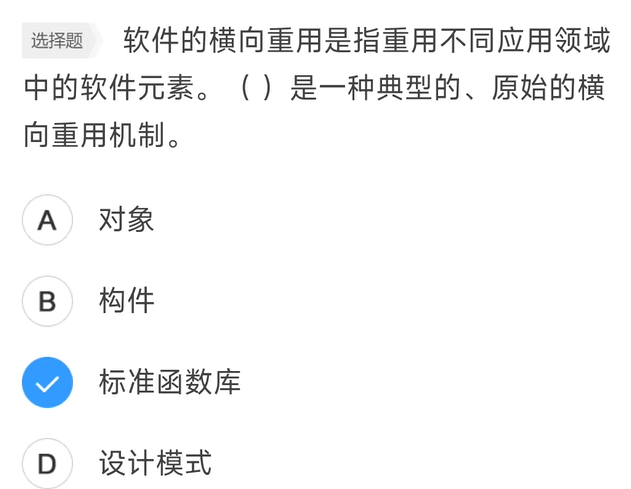 选择题 软件的横向重用是指重用不同应用领域
中的软件元素。（ ）是一种典型的、原始的横
向重用机制。
A 对象
B 构件
标准函数库
D 设计模式